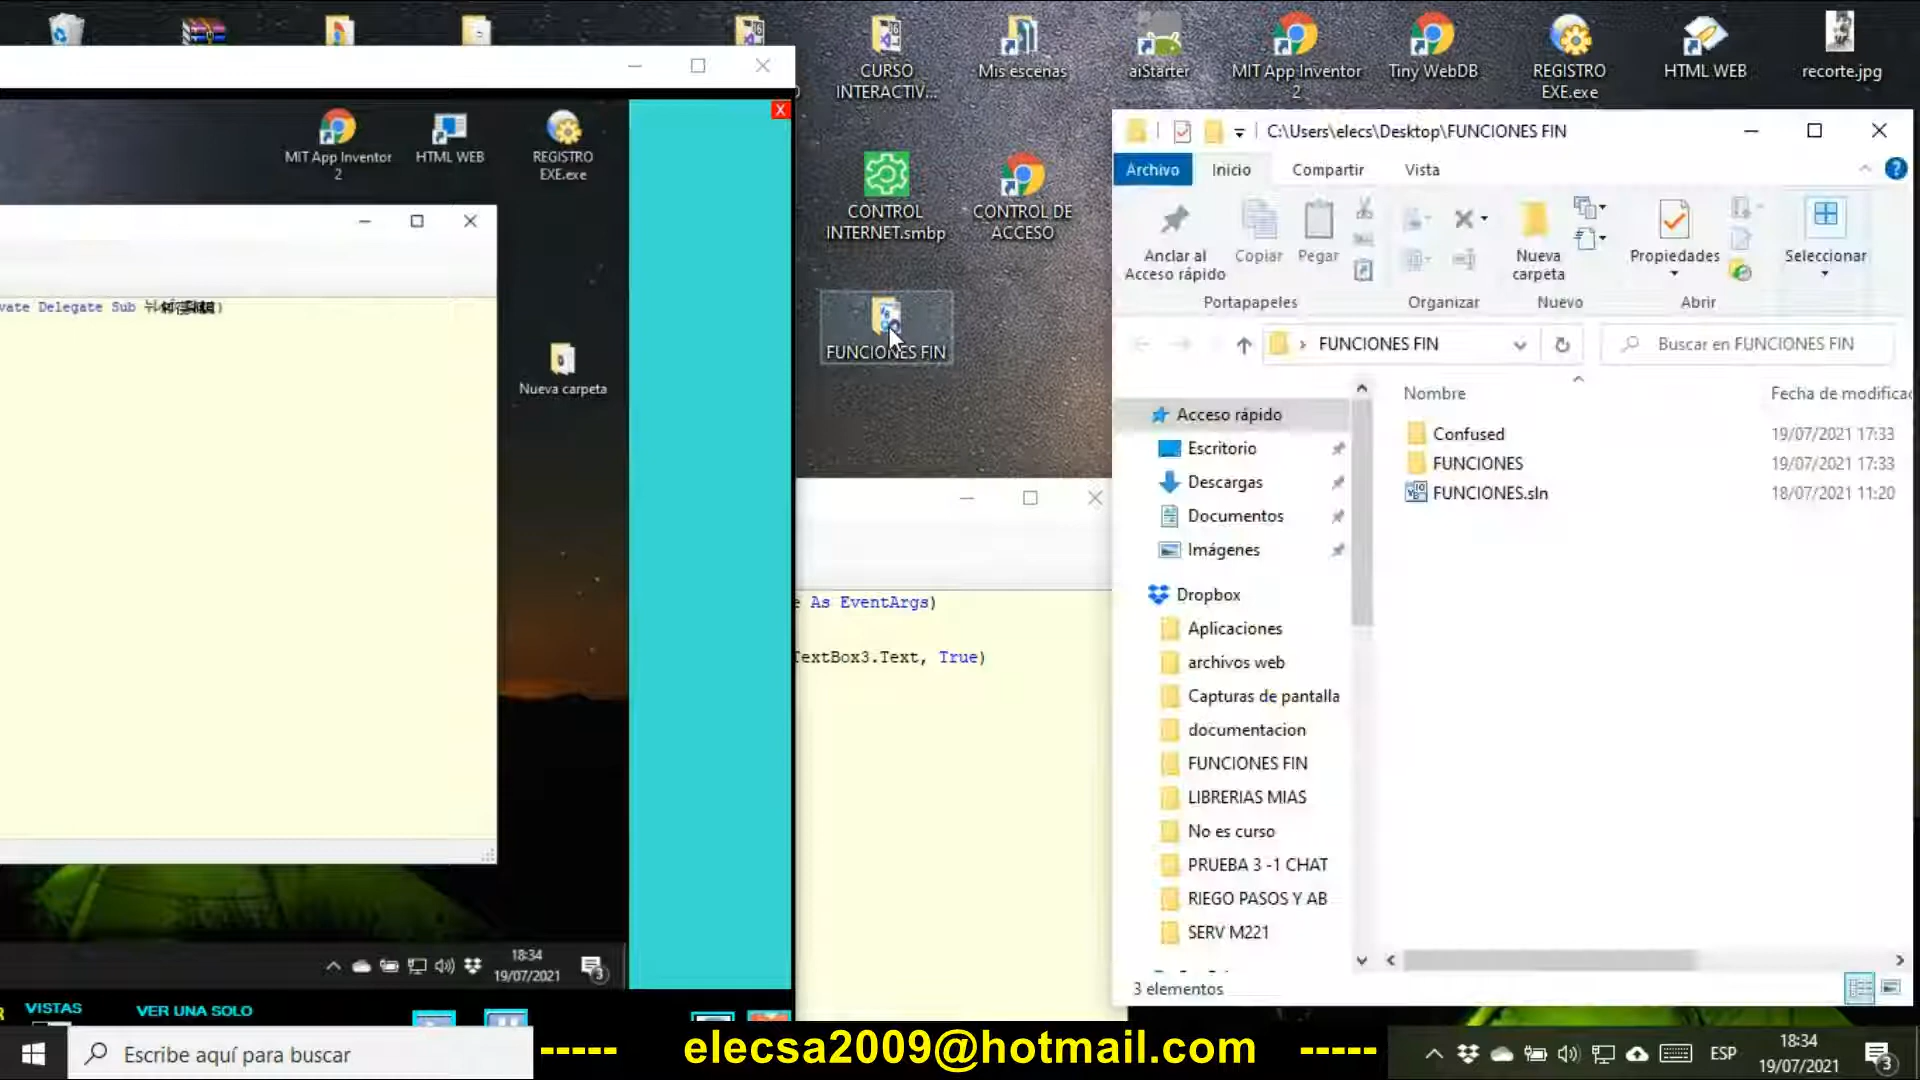 CURSO
INTERACTIV...
Mis escenas
aiStarter
MIT App Inventor
2
Tiny WebDB
REGISTRO
EXE.exe
HTML WEB
recorte.jpg
X
MIT App Inventor
2
HTML WEB
REGISTRO
EXE.exe
CONTROL
INTERNET.smbp
CONTROL DE
ACCESO
FUNCIONES FIN
vate Delegate Sub
Nueva carpeta
e As EventArgs)
TextBox3.Text, True)
18:34
19/07/2021
3
VISTAS
VER UNA SOLO
C:\Users\elecs\Desktop\FUNCIONES FIN
Archivo
Inicio
Compartir
Vista
Anclar al
Acceso rápido
Copiar
Pegar
Nueva
carpeta
Propiedades
Seleccionar
Portapapeles
Organizar
Nuevo
Abrir
FUNCIONES FIN
Buscar en FUNCIONES FIN
Nombre
Fecha de modificac
Acceso rápido
Escritorio
Descargas
Documentos
Imágenes
Dropbox
Aplicaciones
archivos web
Capturas de pantalla
documentacion
FUNCIONES FIN
LIBRERIAS MIAS
No es curso
PRUEBA 3 -1 CHAT
RIEGO PASOS Y AB
SERV M221
Confused
19/07/2021 17:33
FUNCIONES
19/07/2021 17:33
FUNCIONES.sln
18/07/2021 11:20
3 elementos
Escribe aquí para buscar
----- elecsa2009@hotmail.com -----
ESP
18:34
19/07/2021
3